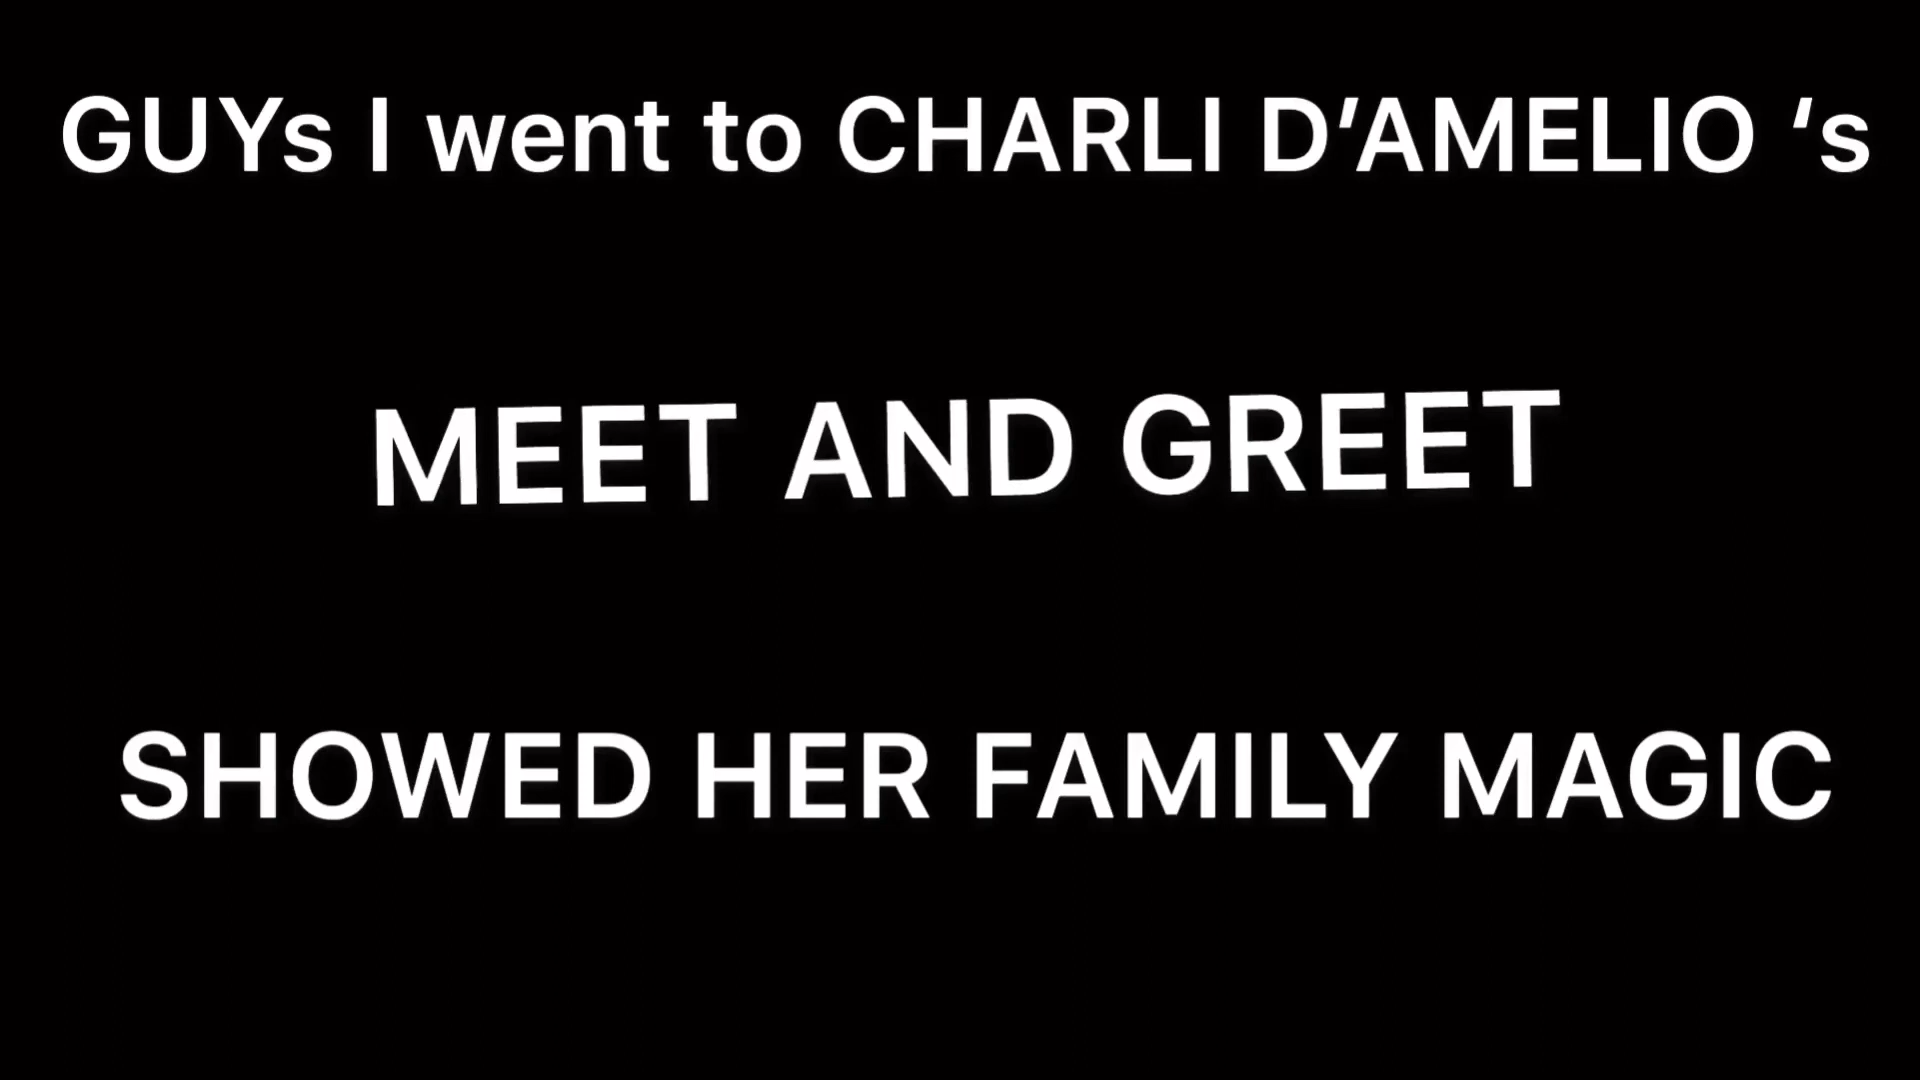 GUYs I went to CHARLI D’AMELIO ‘s
MEET AND GREET
SHOWED HER FAMILY MAGIC